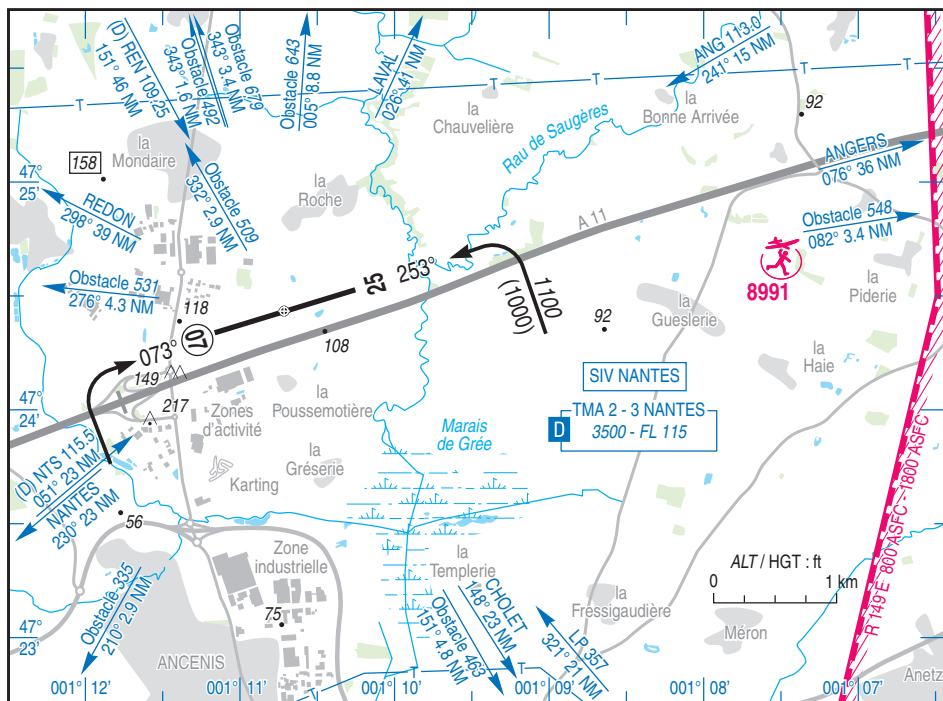 (D) REN 109.25
151° 46 NM
Obstacle 492
343° 1.6 NM
Obstacle 679
343° 3.4 NM
Obstacle 643
005° 8.8 NM
LAVAL
026° 41 NM
ANG 113.0
241° 15 NM
T
T
T
T
la
Chauvelière
la
Bonne Arrivée
92
la
Mondaire
Rau de Saugères
158
47°
25'
REDON
298° 39 NM
Obstacle 509
332° 2.9 NM
la
Roche
ANGERS
076° 36 NM
A 11
Obstacle 548
082° 3.4 NM
Obstacle 531
276° 4.3 NM
25
253°
8991
la
Piderie
118
1100
(1000)
la
Gueslerie
07
073°
108
92
149
la
Haie
SIV NANTES
47°
24'
217
Zones
d'activité
la
Poussemotière
TMA 2 - 3 NANTES
D
3500 - FL 115
Marais
de Grée
(D) NTS 115.5
051° 23 NM
NANTES
230° 23 NM
Karting
la
Gréserie
56
R 149 E 800 ASFC - 1800 ASFC
Zone
industrielle
la
Templerie
ALT / HGT : ft
0
1 km
Obstacle 335
210° 2.9 NM
CHOLET
148° 23 NM
Obstacle 463
151° 4.8 NM
la
Fressigaudière
75
LP 357
321° 21 NM
Méron
47°
23'
ANCENIS
Anetz
T
T
001° 12'
001° 11'
001° 10'
001° 09'
001° 08'
001° 07'